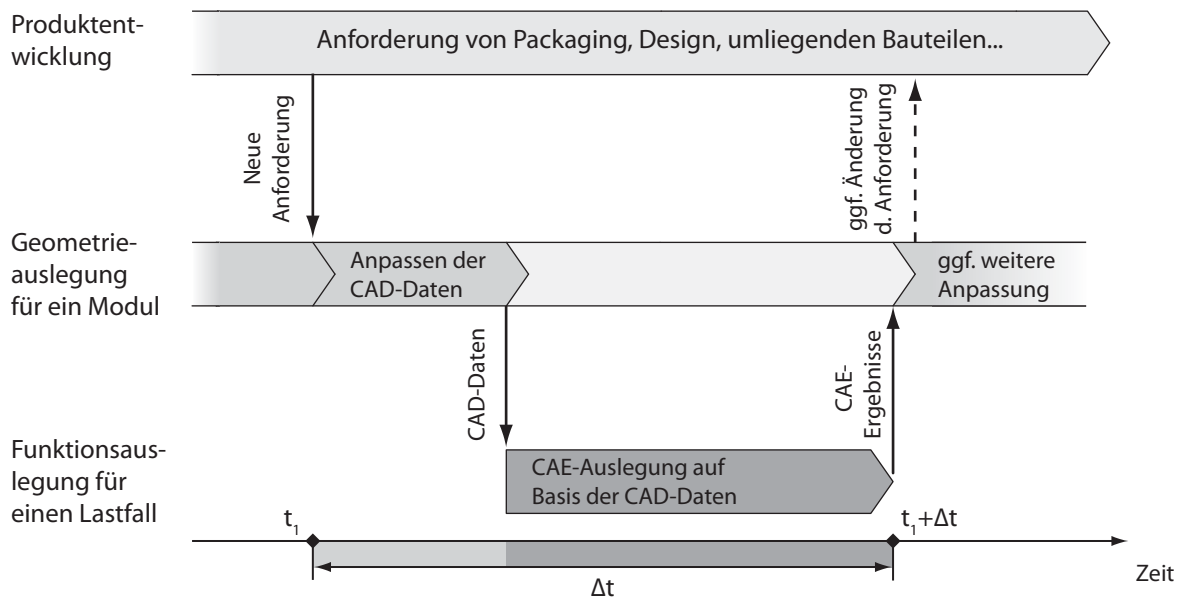 Produktent-
wicklung
Anforderung von Packaging, Design, umliegenden Bauteilen...
Neue
Anforderung
ggf. Änderung
d. Anforderung
Geometrie-
auslegung
für ein Modul
Anpassen der
CAD-Daten
ggf. weitere
Anpassung
CAD-Daten
CAE-
Ergebnisse
Funktionsaus-
legung für
einen Lastfall
CAE-Auslegung auf
Basis der CAD-Daten
t₁
t₁+Δt
Δt
Zeit